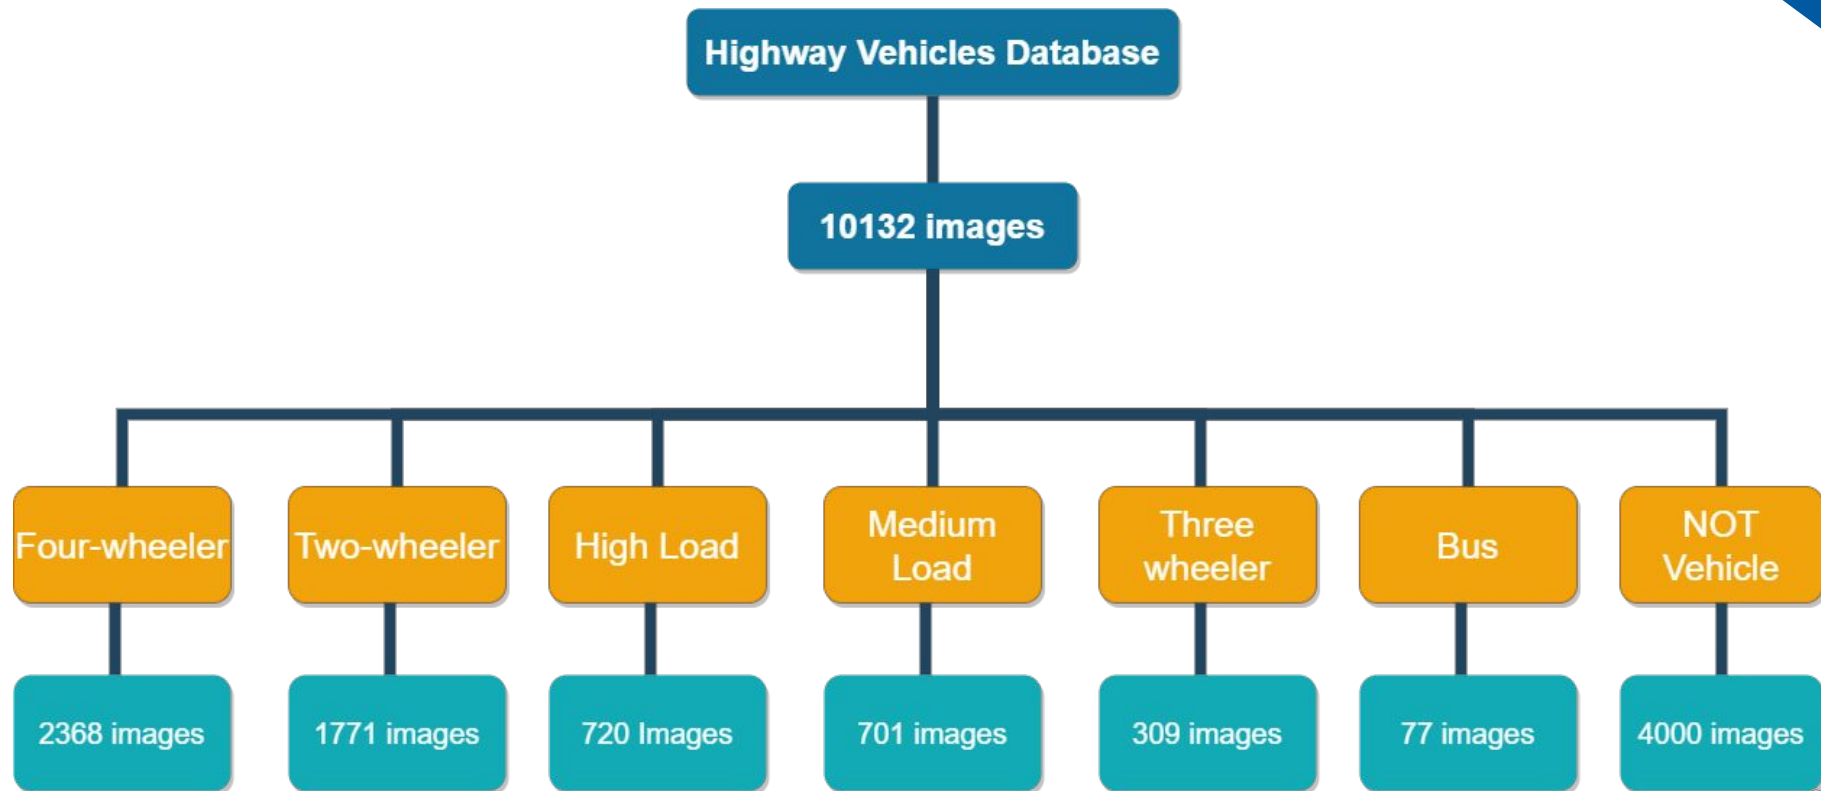 Highway Vehicles Database
10132 images
Four-wheeler
Two-wheeler
High Load
Medium
Load
Three
wheeler
Bus
NOT
Vehicle
2368 images
1771 images
720 Images
701 images
309 images
77 images
4000 images